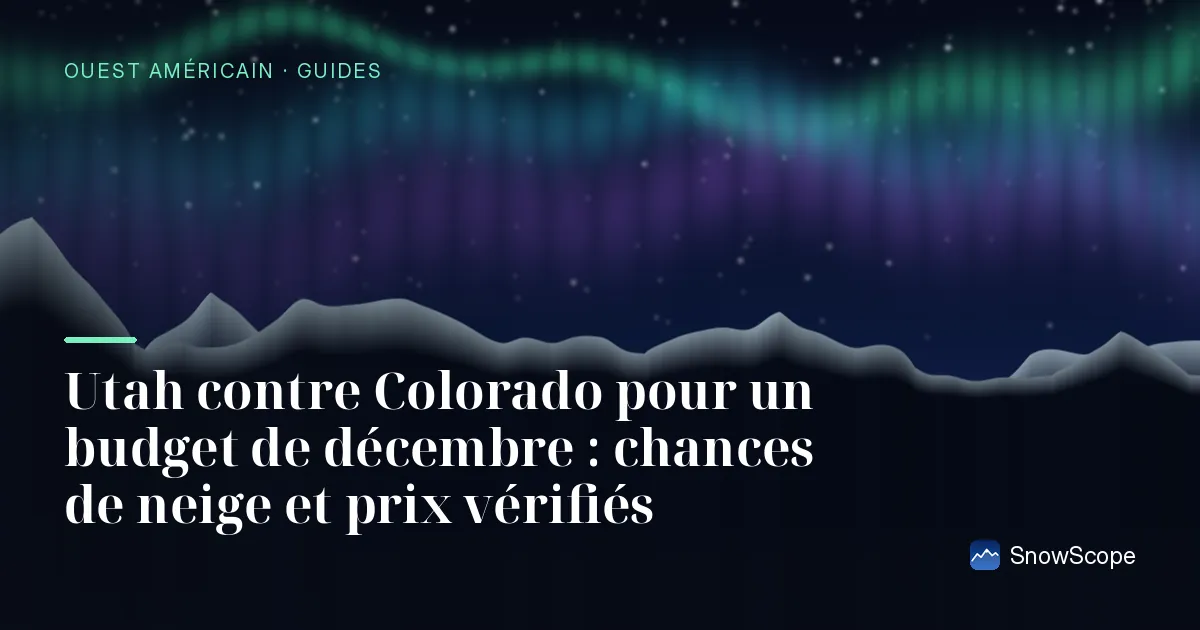 OUEST AMÉRICAIN · GUIDES
Utah contre Colorado pour un
budget de décembre : chances
de neige et prix vérifiés
SnowScope